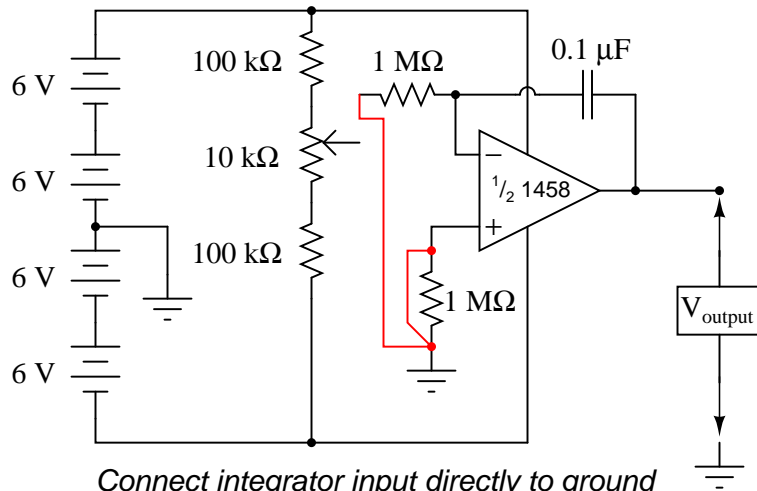 6 V
6 V
6 V
6 V
100 kΩ
10 kΩ
100 kΩ
1 MΩ
0.1 μF
−
1/2 1458
+
1 MΩ
Voutput
Connect integrator input directly to ground